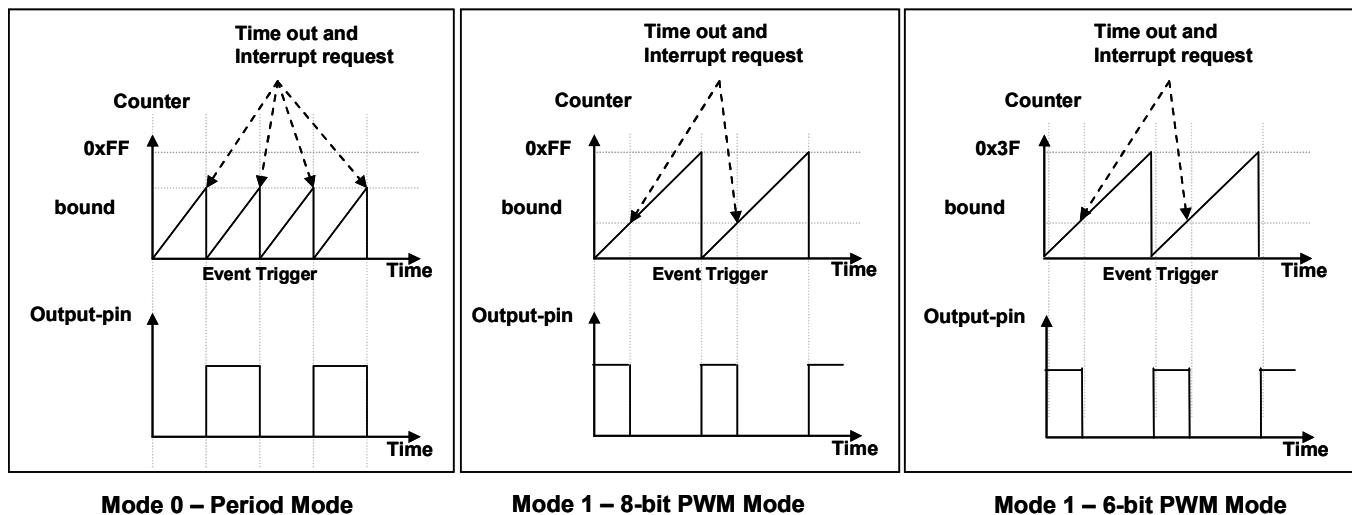 Time out and
Interrupt request
Counter
0xFF
bound
Time
Event Trigger
Output-pin
Time
Mode 0 – Period Mode
Time out and
Interrupt request
Counter
0xFF
bound
Time
Event Trigger
Output-pin
Time
Mode 1 – 8-bit PWM Mode
Time out and
Interrupt request
Counter
0x3F
bound
Time
Event Trigger
Output-pin
Time
Mode 1 – 6-bit PWM Mode